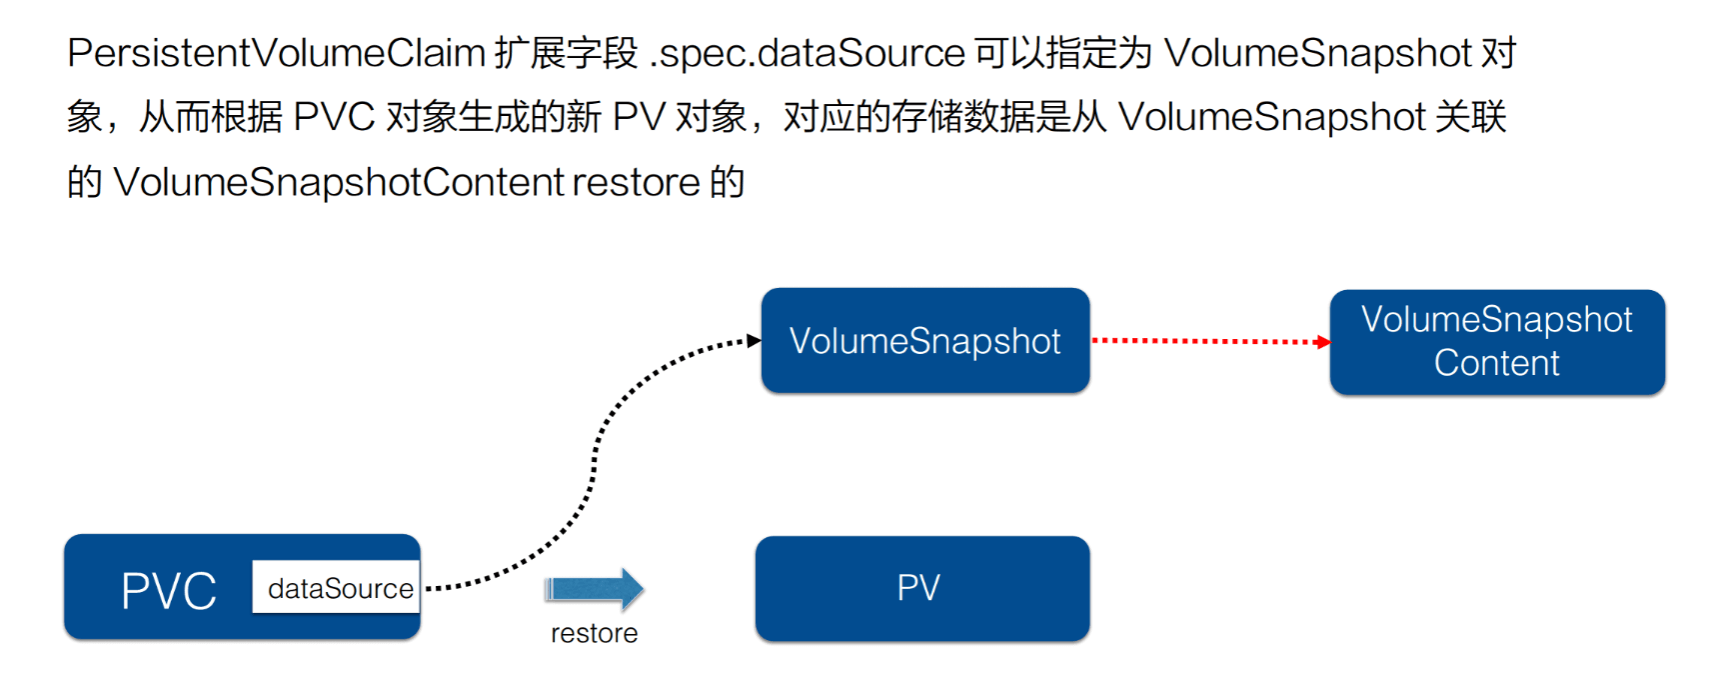 PersistentVolumeClaim 扩展字段 .spec.dataSource 可以指定为 VolumeSnapshot 对
象，从而根据 PVC 对象生成的新 PV 对象，对应的存储数据是从 VolumeSnapshot 关联
的 VolumeSnapshotContent restore 的
VolumeSnapshot
VolumeSnapshot
Content
PVC
dataSource
restore
PV